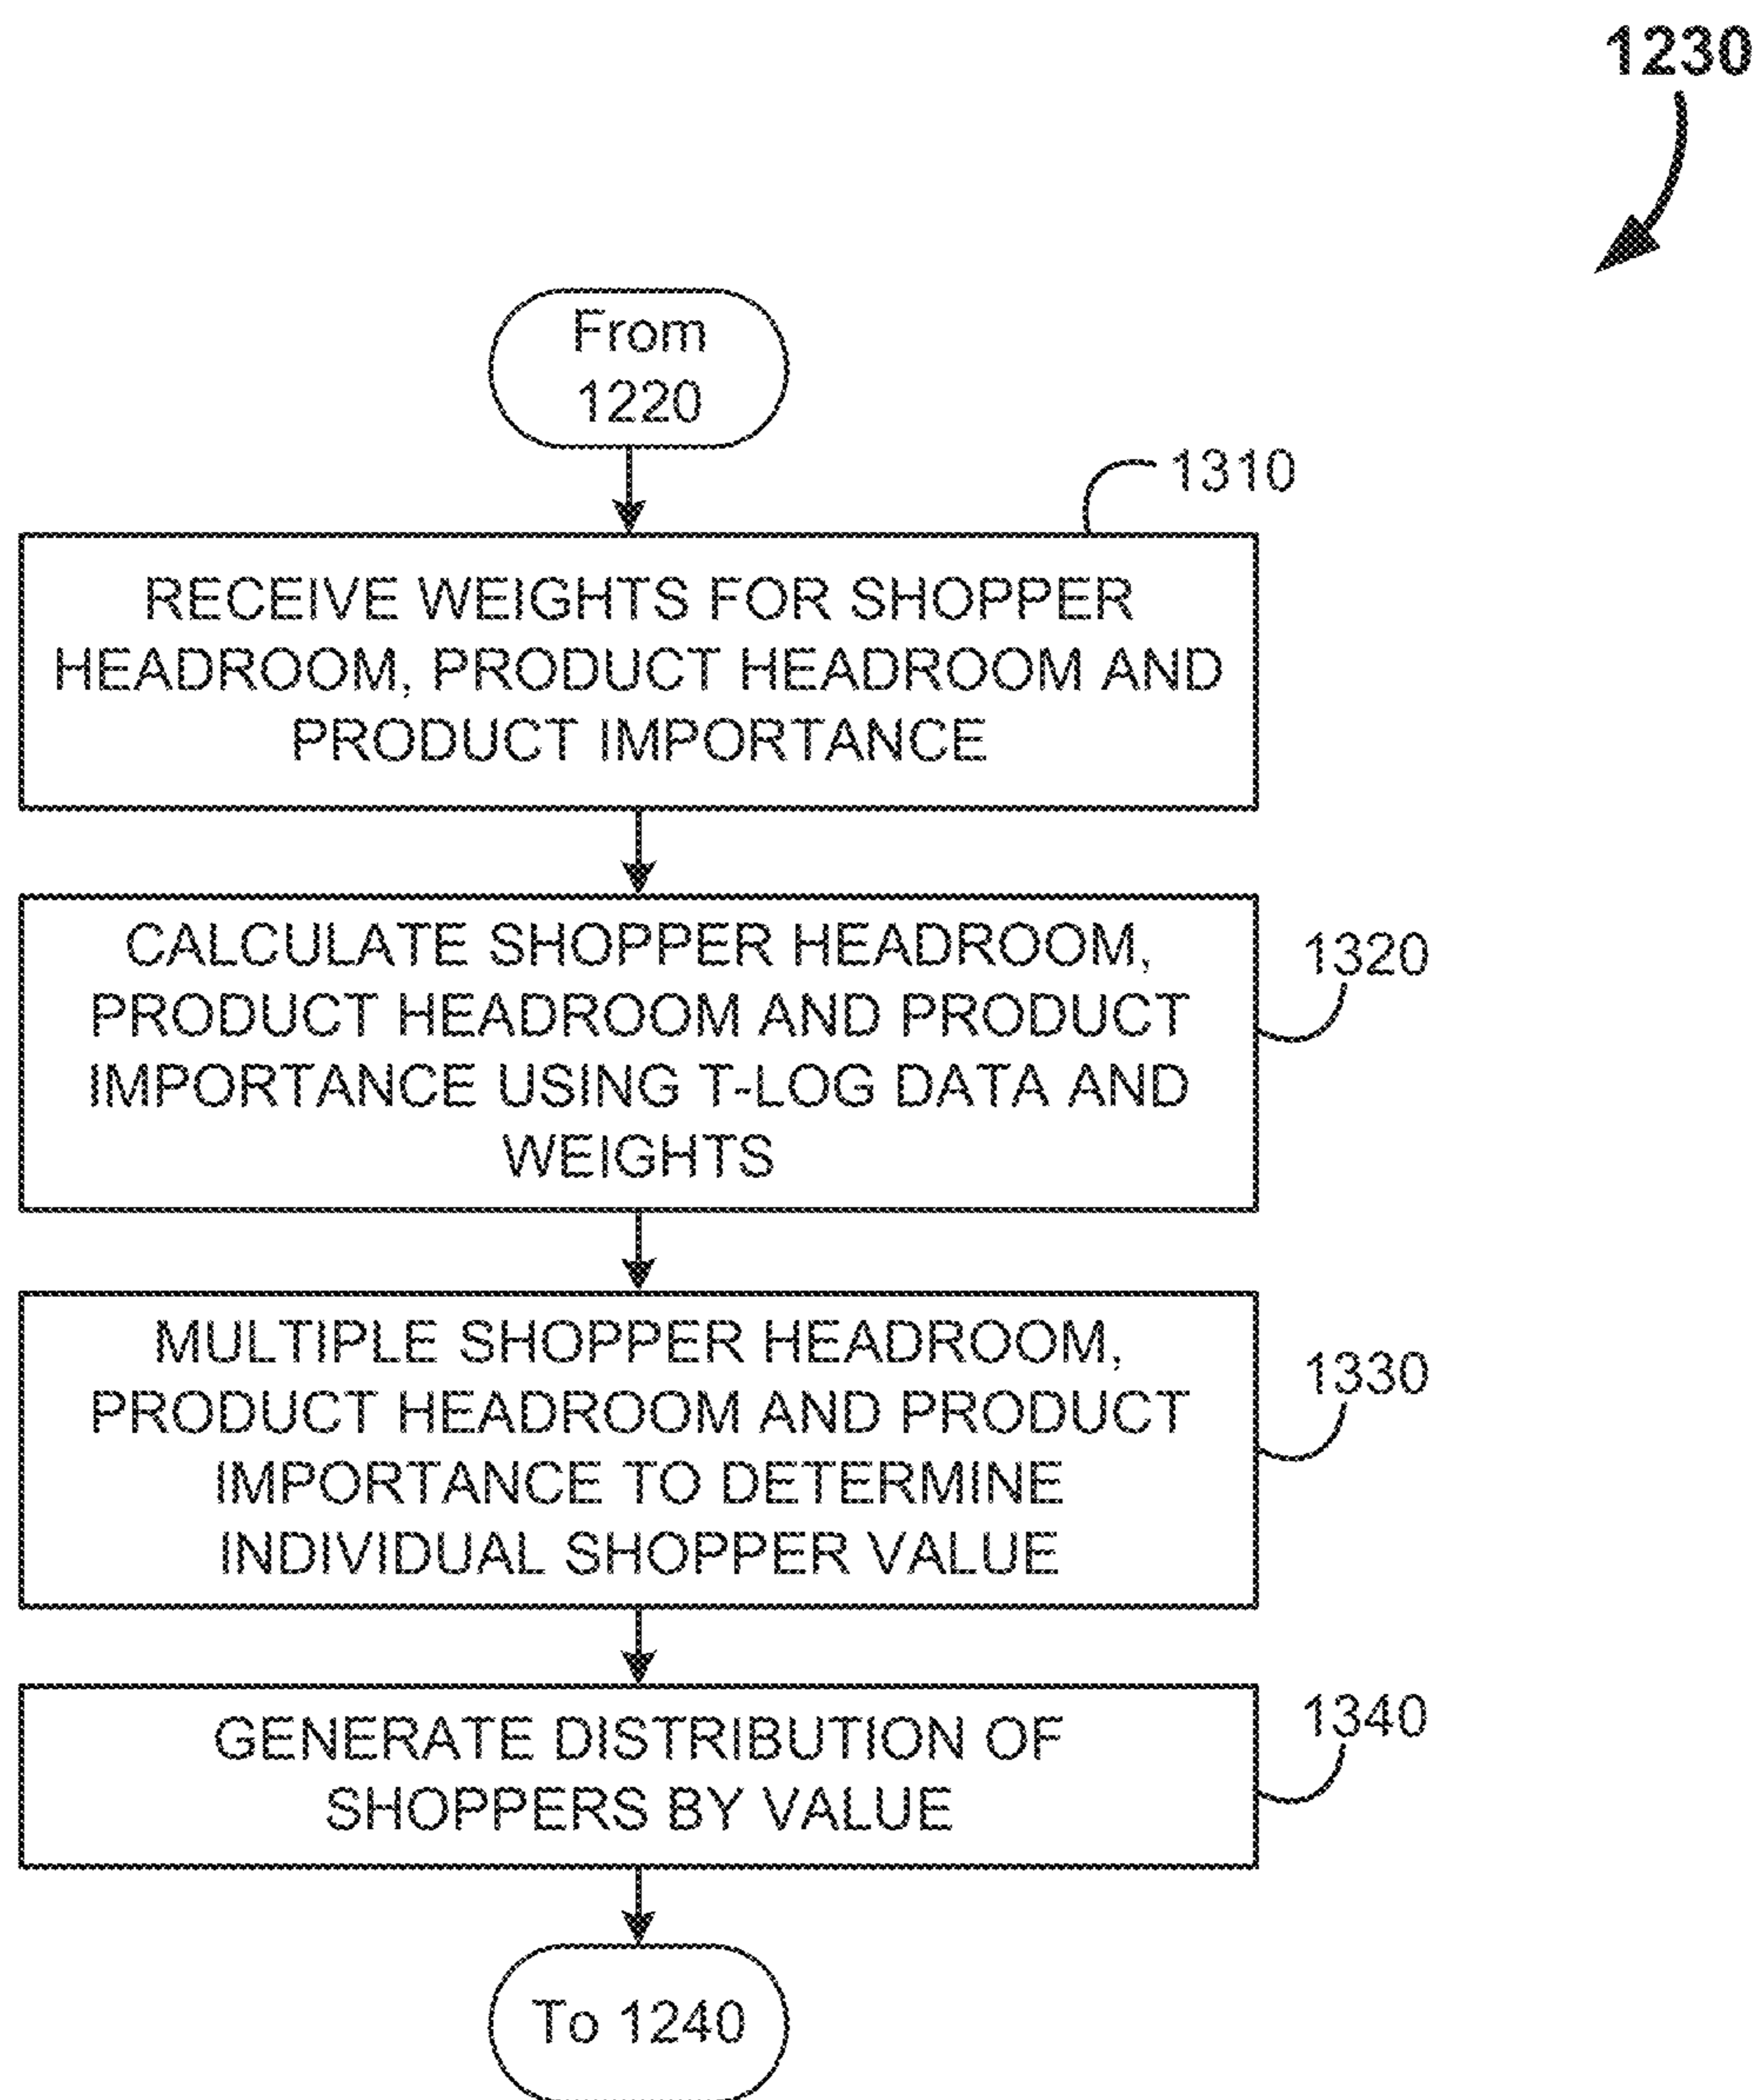 1230
From
1220
1310
RECEIVE WEIGHTS FOR SHOPPER
HEADROOM, PRODUCT HEADROOM AND
PRODUCT IMPORTANCE
CALCULATE SHOPPER HEADROOM,
PRODUCT HEADROOM AND PRODUCT
IMPORTANCE USING T-LOG DATA AND
WEIGHTS
1320
MULTIPLE SHOPPER HEADROOM,
PRODUCT HEADROOM AND PRODUCT
IMPORTANCE TO DETERMINE
INDIVIDUAL SHOPPER VALUE
1330
GENERATE DISTRIBUTION OF
SHOPPERS BY VALUE
1340
To 1240